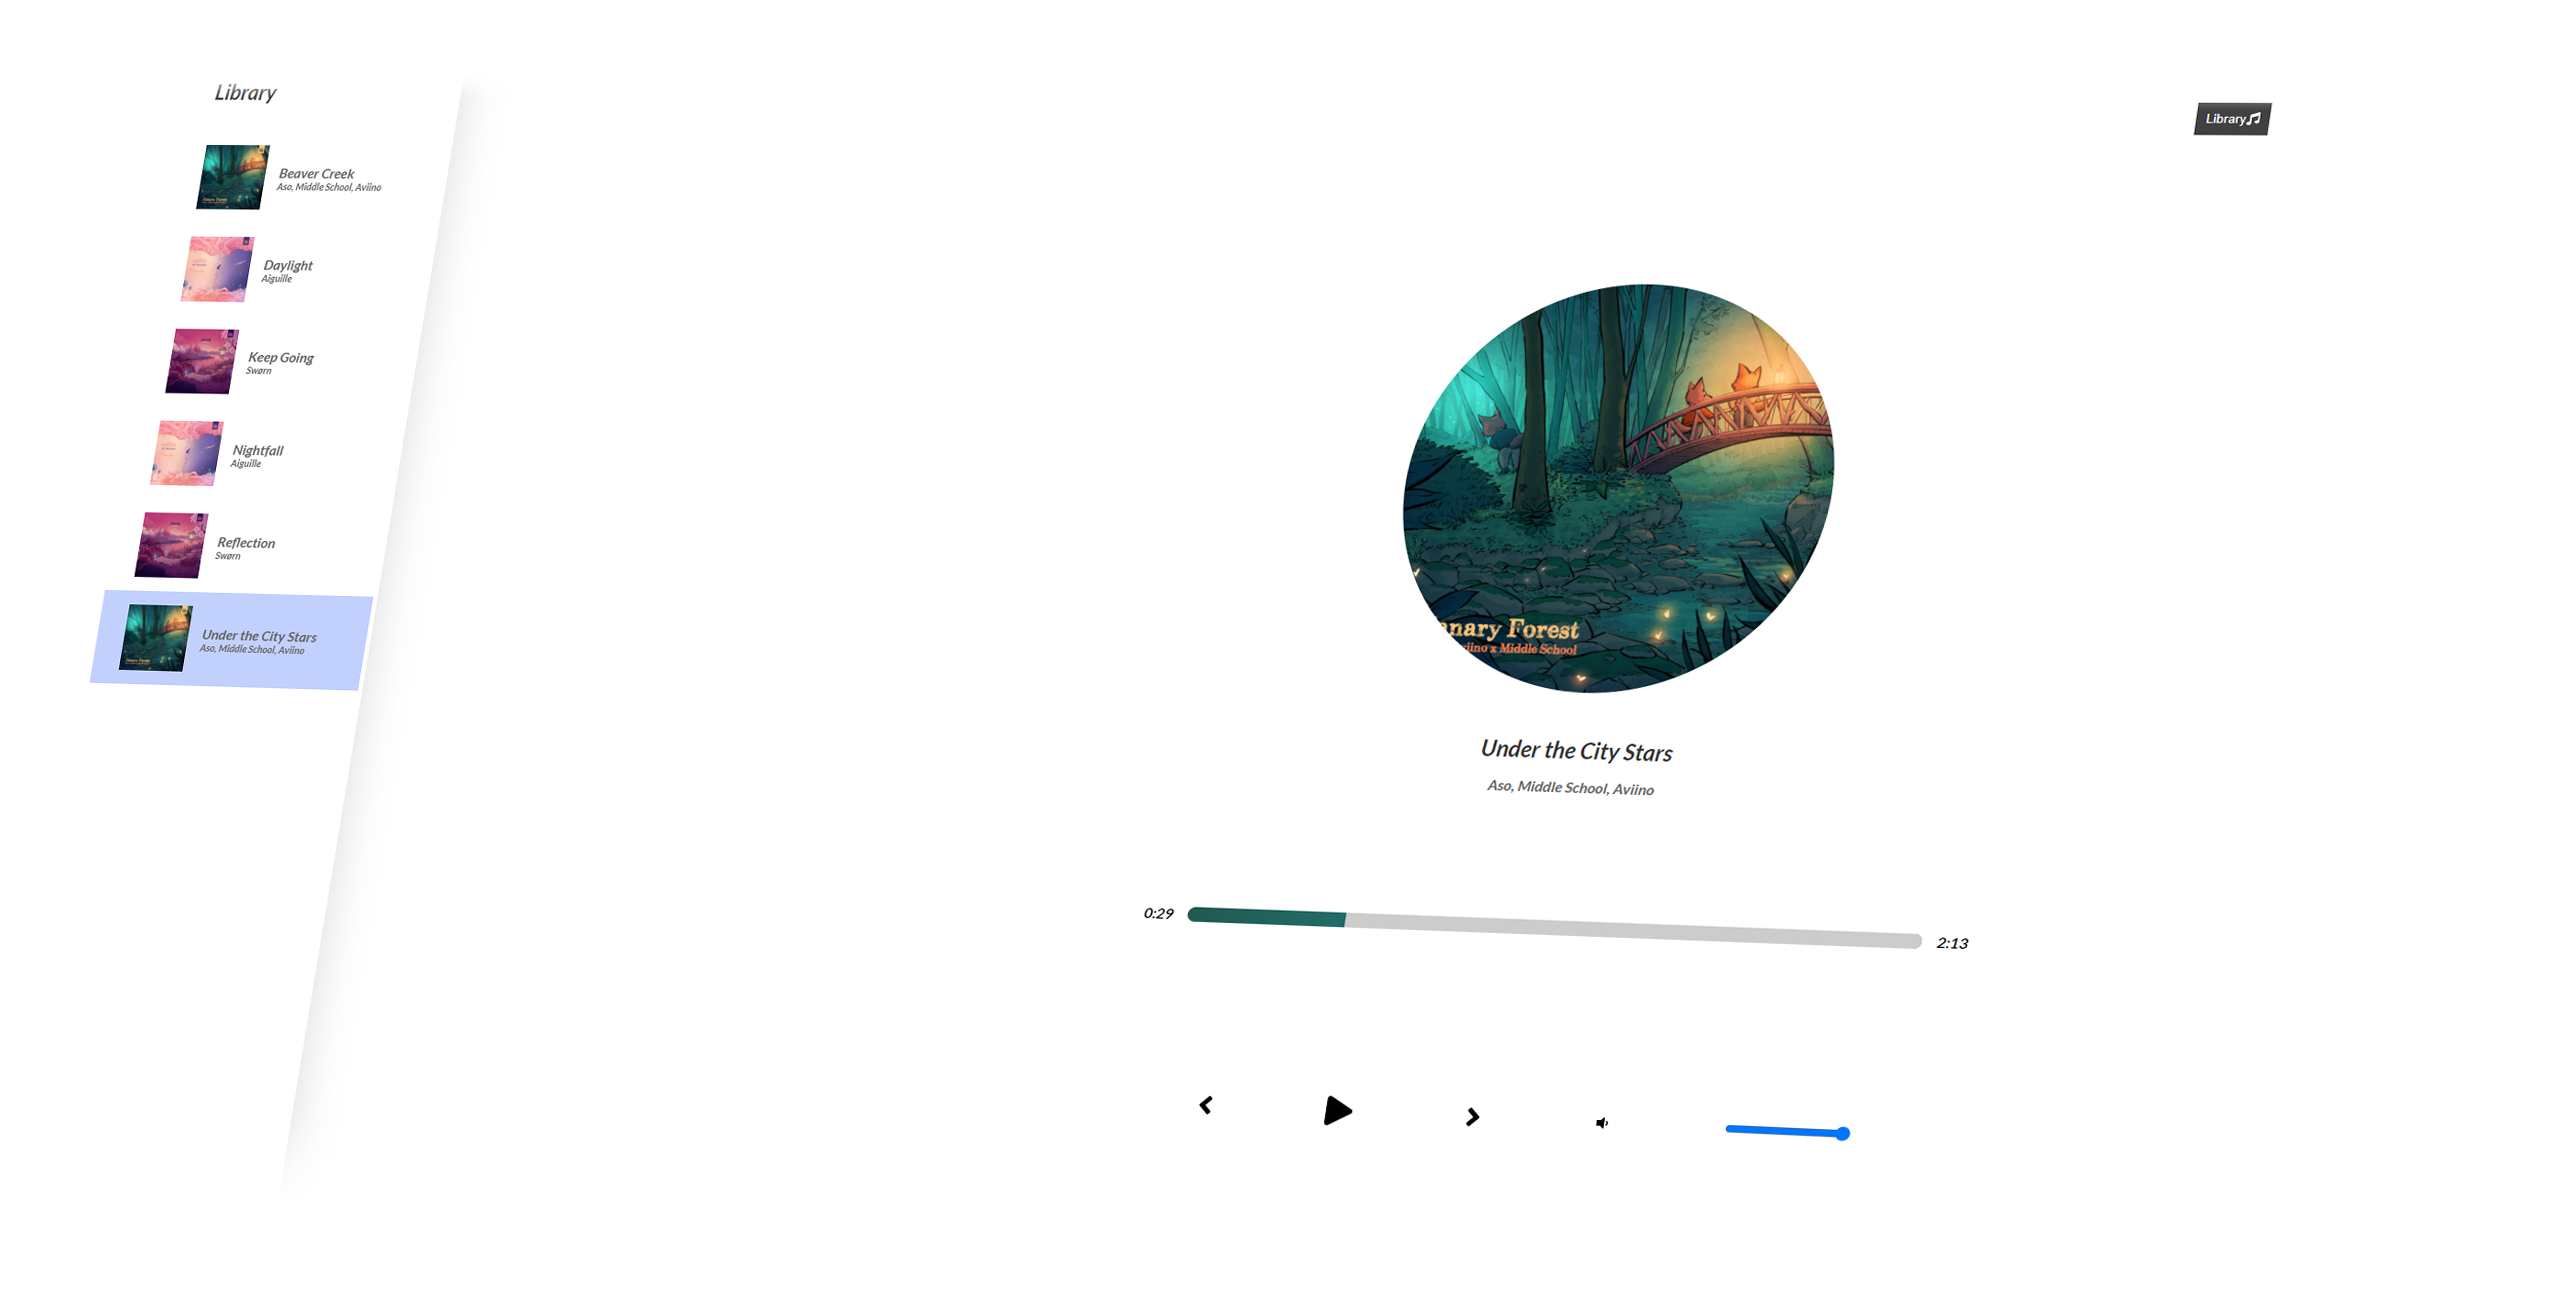 Library
Beaver Creek
Aso, Middle School, Aviino
Daylight
Aiguille
Keep Going
Swørn
Nightfall
Aiguille
Reflection
Swørn
Under the City Stars
Aso, Middle School, Aviino
Library
Forest
x Middle School
Under the City Stars
Aso, Middle School, Aviino
0:29
2:13